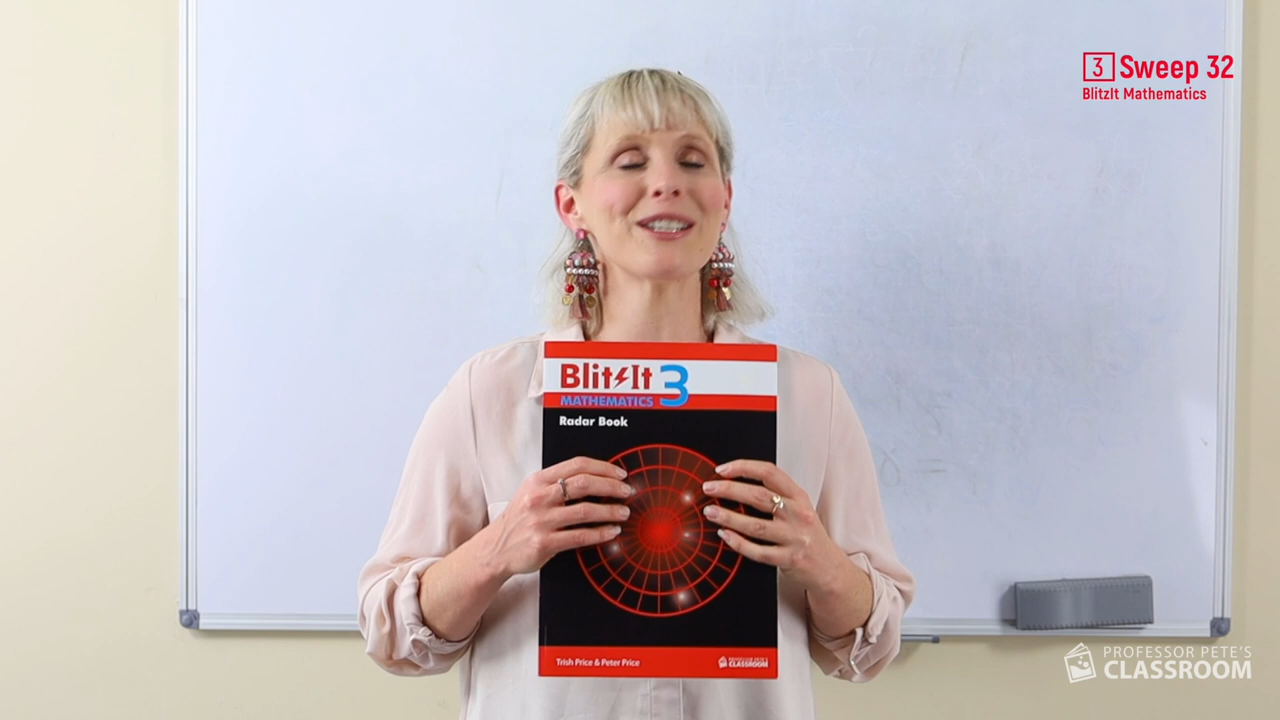 3 Sweep 32
BlitzIt Mathematics
Blit It 3
MATHEMATICS
Radar Book
Trish Price & Peter Price
PROFESSOR PETE'S
CLASSROOM
PROFESSOR PETE'S
CLASSROOM